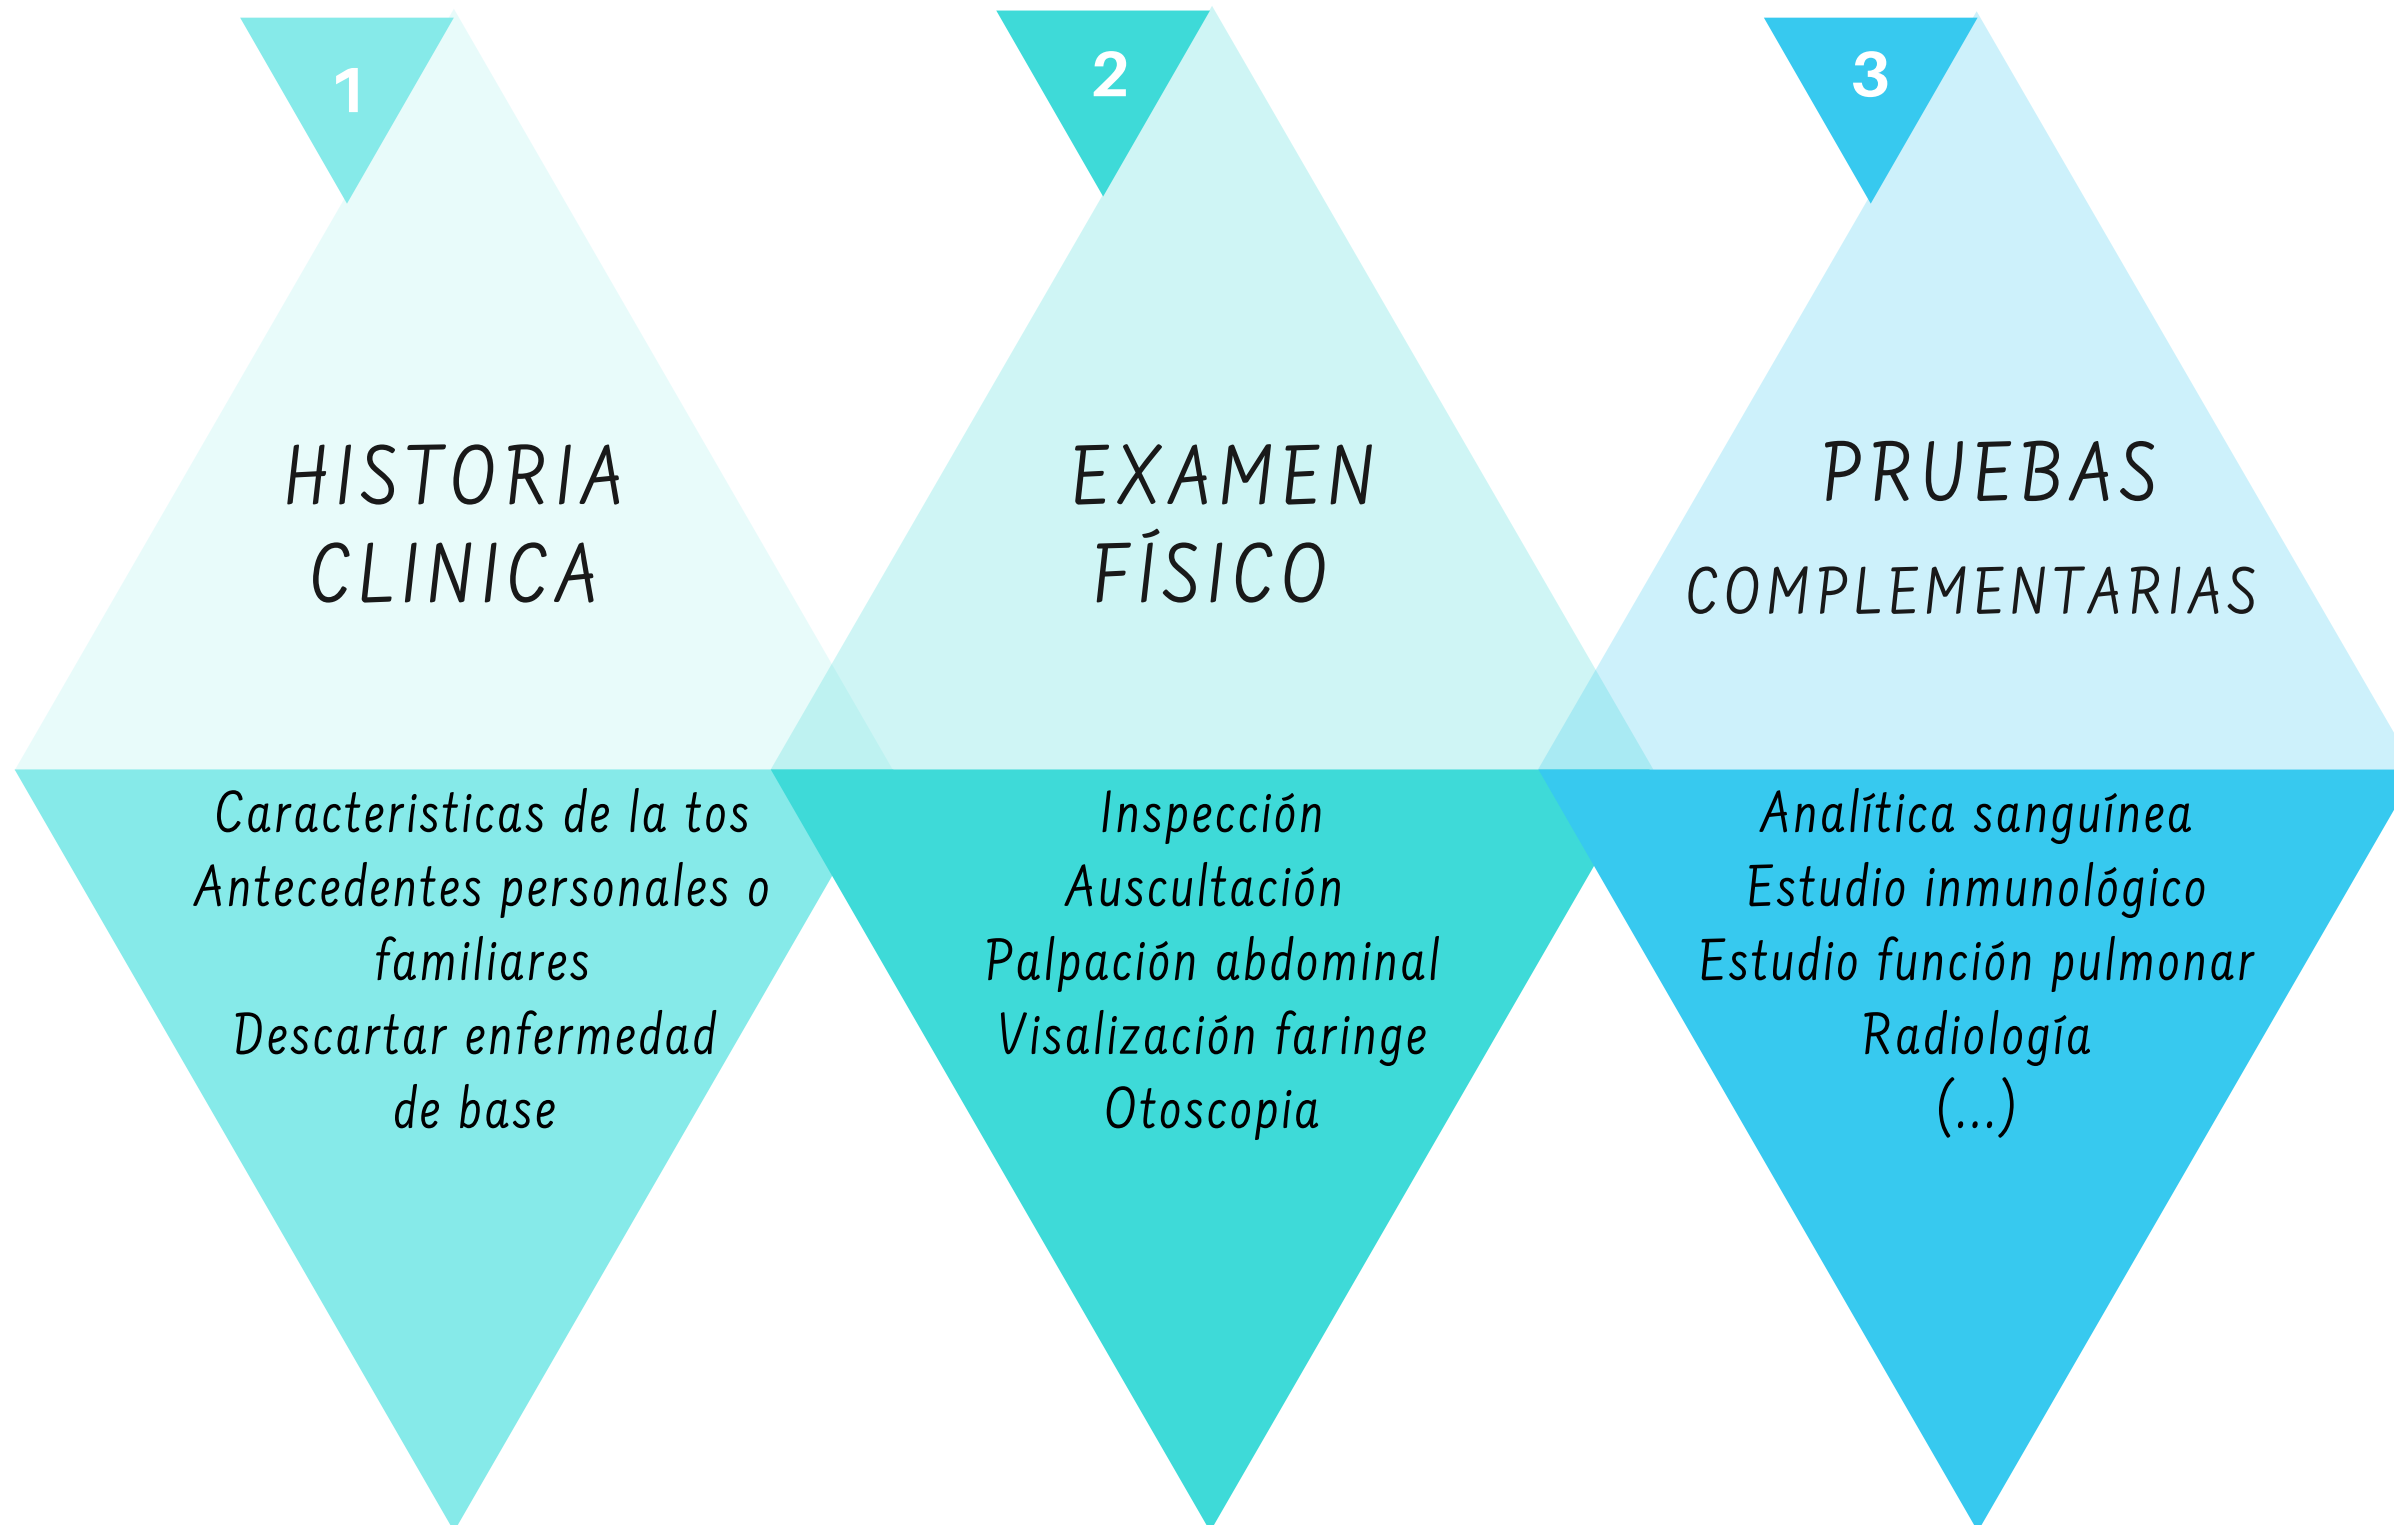 1
HISTORIA
CLINICA
Caracteristicas de la tos
Antecedentes personales o
familiares
Descartar enfermedad
de base
2
EXAMEN
FÍSICO
Inspección
Auscultación
Palpación abdominal
Visalización faringe
Otoscopia
3
PRUEBAS
COMPLEMENTARIAS
Analítica sanguínea
Estudio inmunológico
Estudio función pulmonar
Radiología
(...)